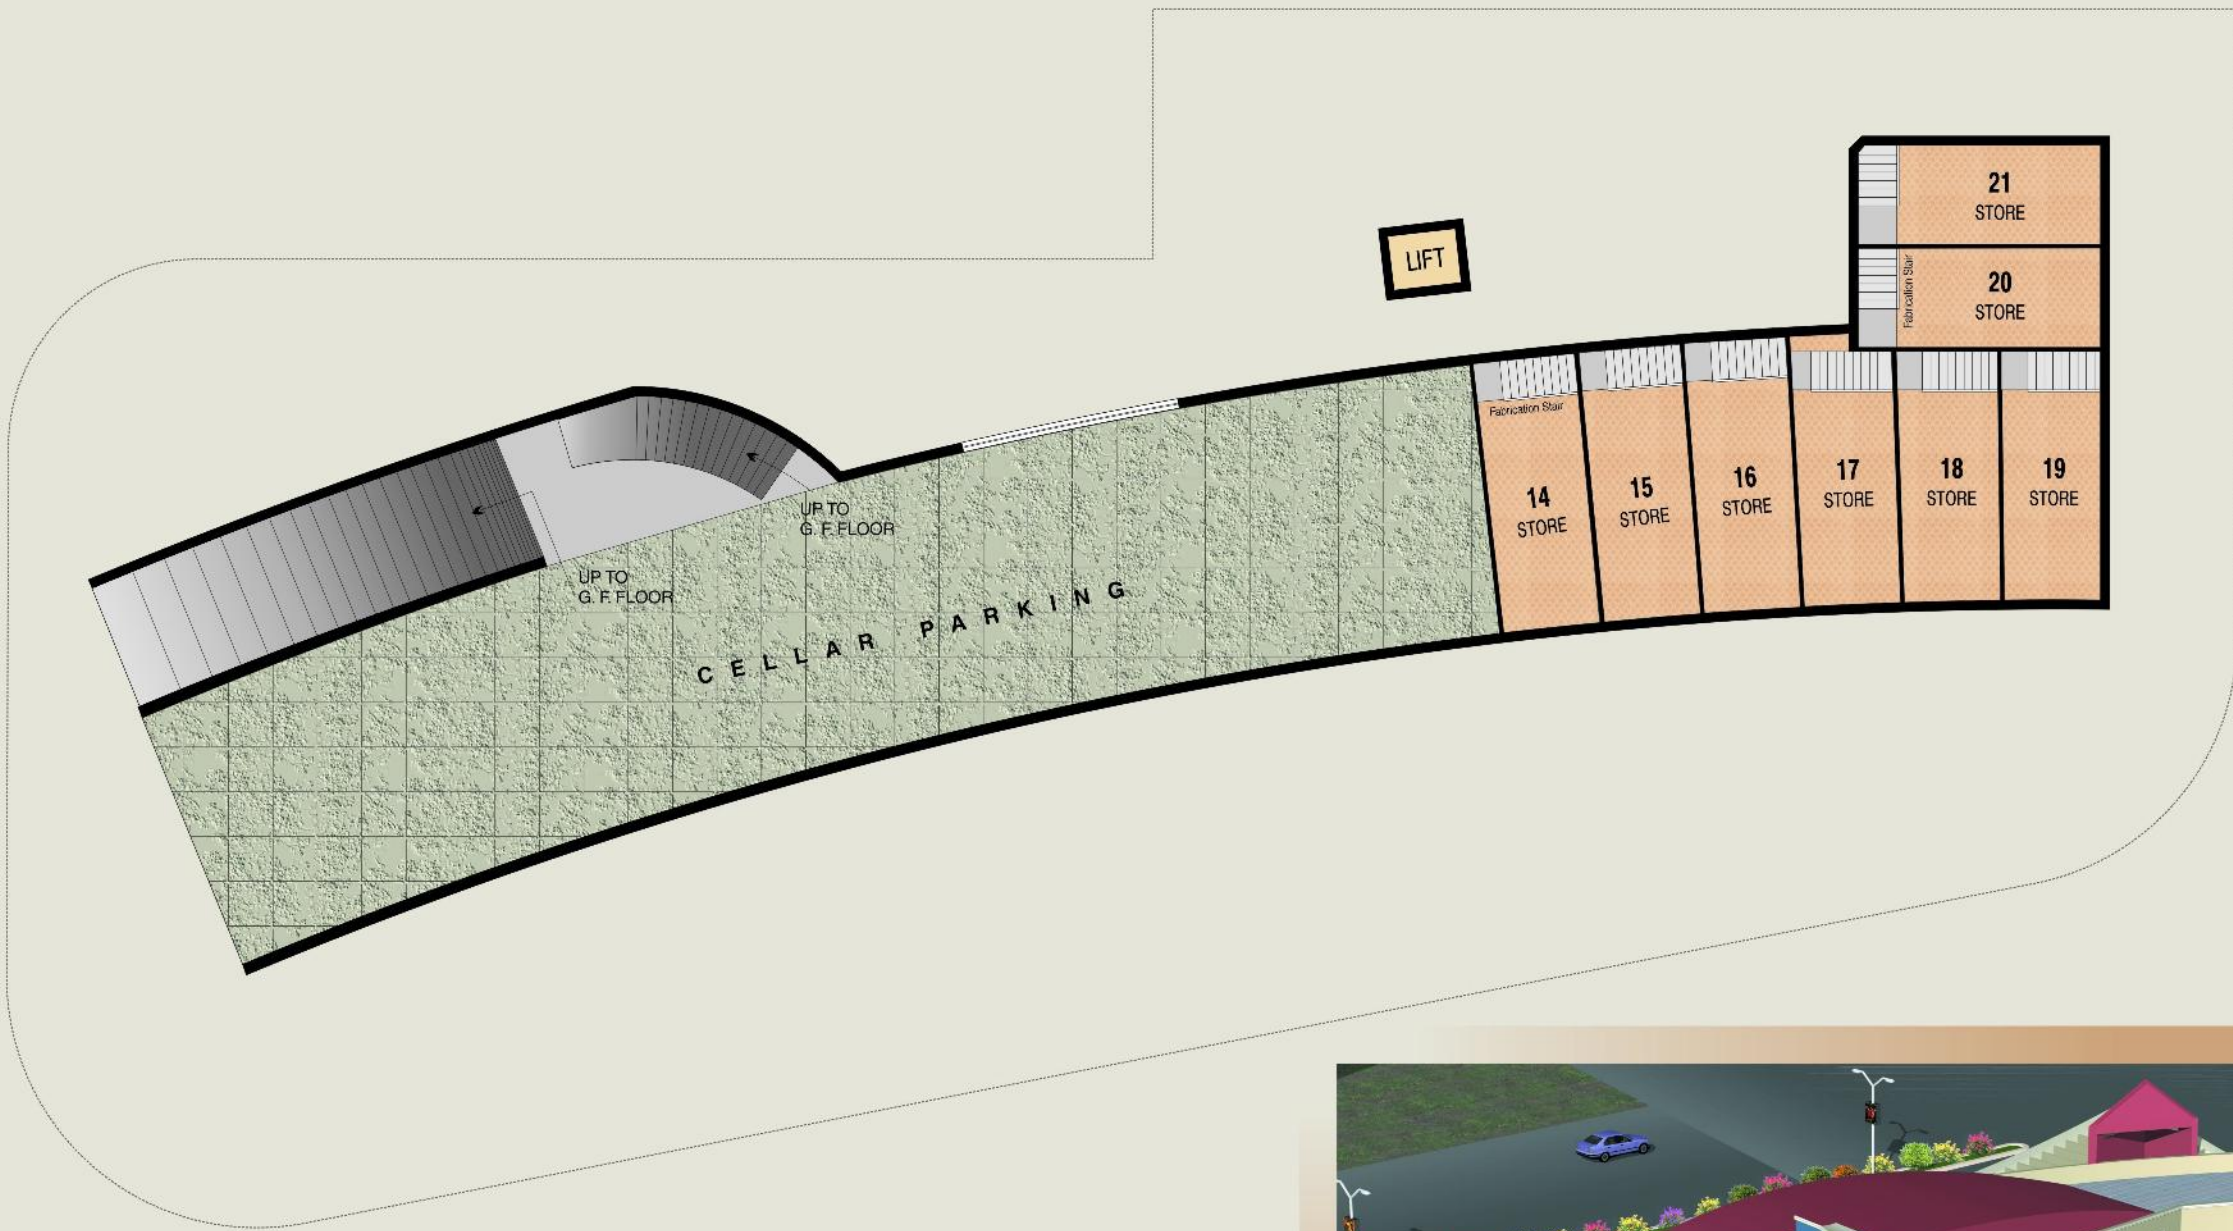 21
STORE
LIFT
Fabrication Stair
20
STORE
Fabrication Stair
14
STORE
15
STORE
16
STORE
17
STORE
18
STORE
19
STORE
UP TO
G. F. FLOOR
UP TO
G. F. FLOOR
CELLAR PARKING